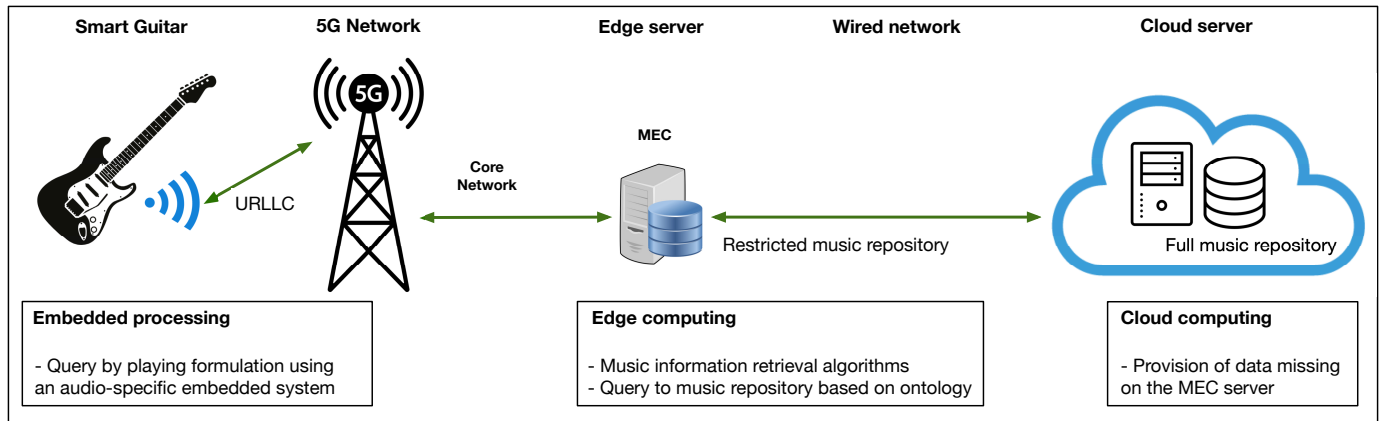 Smart Guitar
5G Network
Edge server
Wired network
Cloud server
5G
MEC
Core
Network
URLLC
Restricted music repository
Full music repository
Embedded processing
- Query by playing formulation using
an audio-specific embedded system
Edge computing
- Music information retrieval algorithms
- Query to music repository based on ontology
Cloud computing
- Provision of data missing
on the MEC server